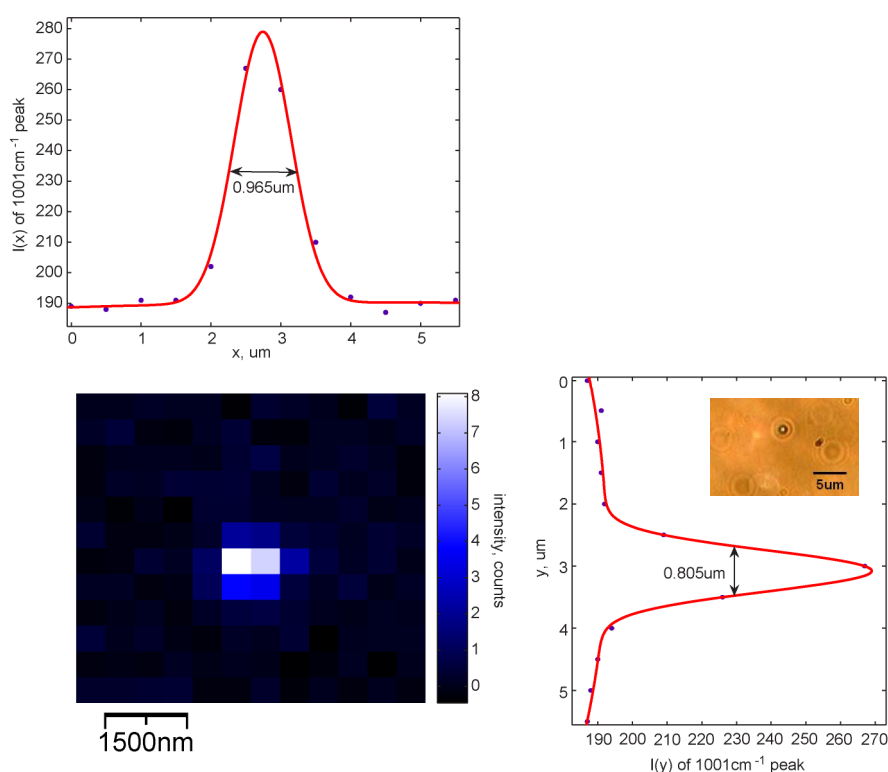 280
270
260
250
240
230
220
210
200
190
I(x) of 1001cm⁻¹ peak
0.965um
0 1 2 3 4 5
x, um
8
7
6
5
4
3
2
1
0
intensity, counts
1500nm
0
1
2
3
4
5
y, um
5um
0.805um
190 200 210 220 230 240 250 260 270
I(y) of 1001cm⁻¹ peak